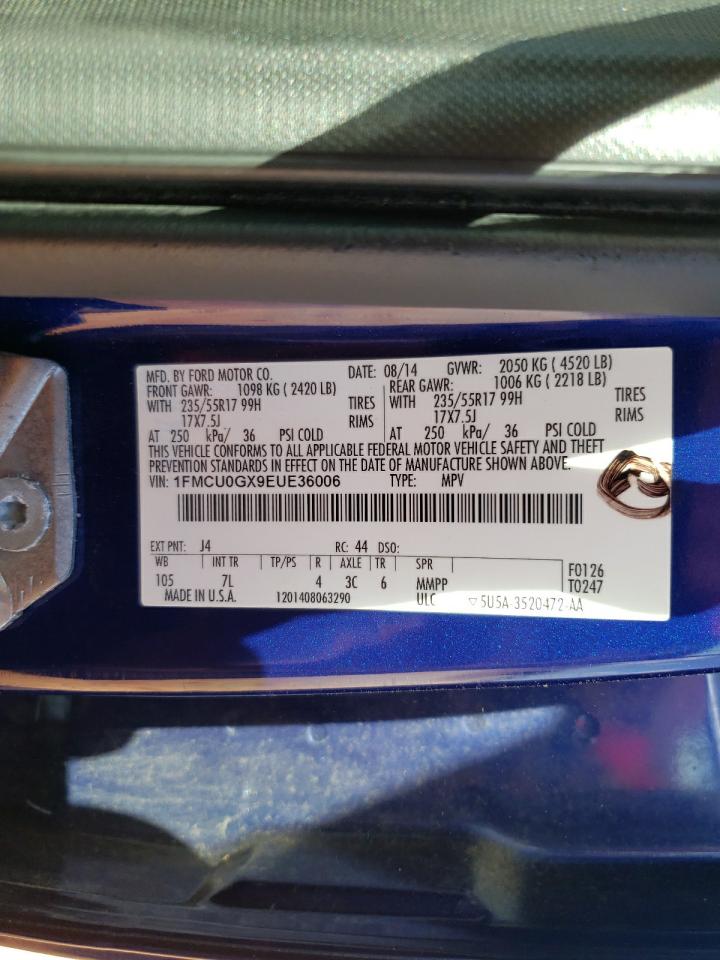 MFD. BY FORD MOTOR CO. DATE: 08/14 GVWR: 2050 KG ( 4520 LB)
FRONT GAWR: 1098 KG ( 2420 LB) REAR GAWR: 1006 KG ( 2218 LB)
WITH 235/55R17 99H TIRES WITH 235/55R17 99H TIRES
17X7.5J RIMS 17X7.5J RIMS
AT 250 kPa/ 36 PSI COLD AT 250 kPa/ 36 PSI COLD
THIS VEHICLE CONFORMS TO ALL APPLICABLE FEDERAL MOTOR VEHICLE SAFETY AND THEFT
PREVENTION STANDARDS IN EFFECT ON THE DATE OF MANUFACTURE SHOWN ABOVE.
VIN: 1FMCU0GX9EUE36006 TYPE: MPV
EXT PNT: J4 RC: 44 DSO:
WB INT TR TP/PS R AXLE TR SPR F0126
105 7L 4 3C 6 MMPP T0247
MADE IN U.S.A. 1201408063290 ULC ▽5U5A-3520472-AA